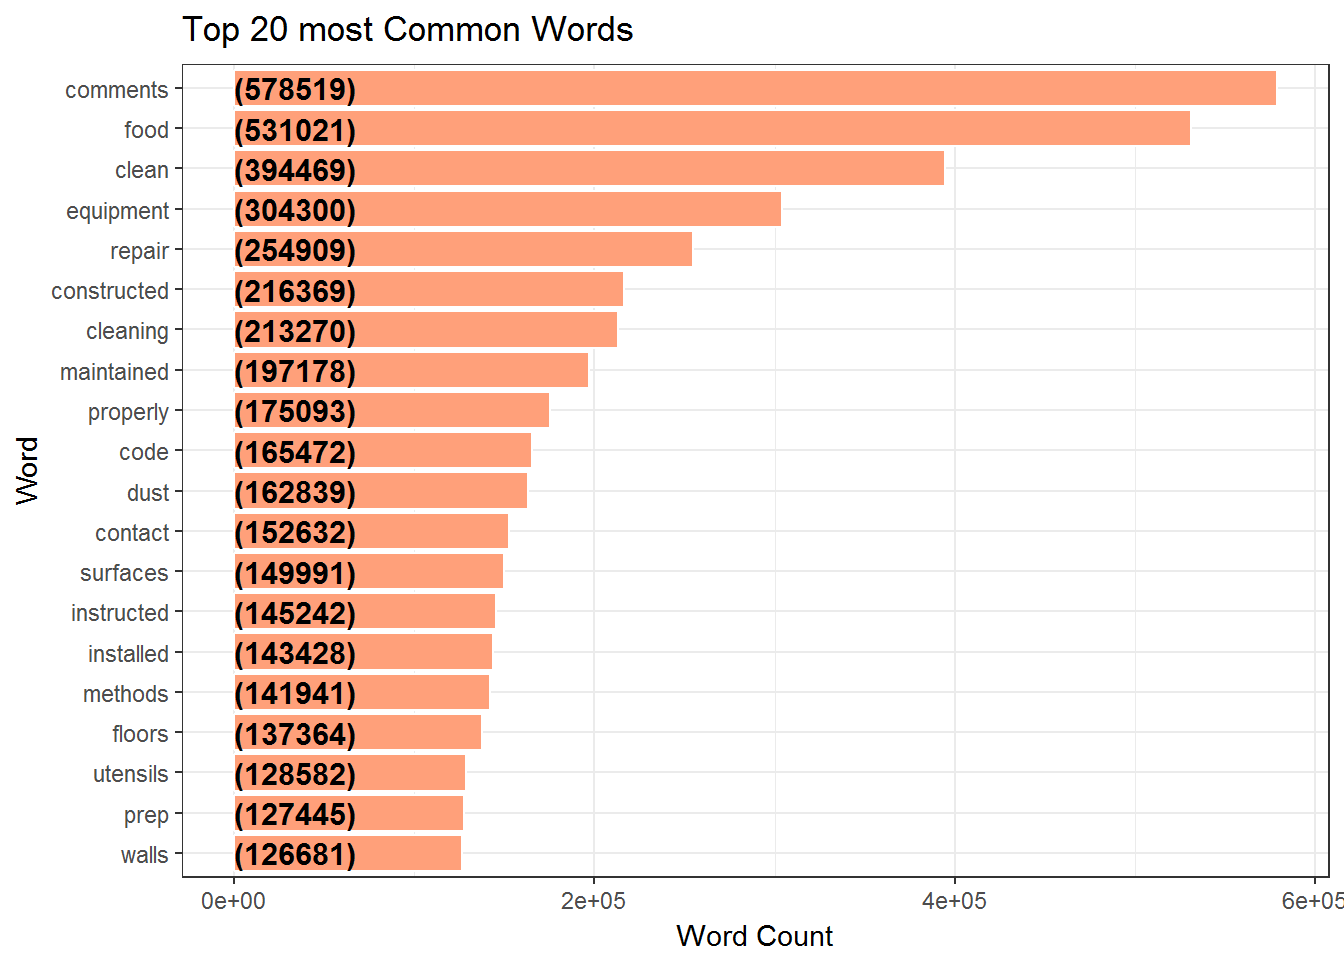 Top 20 most Common Words
Word
comments (578519)
food (531021)
clean (394469)
equipment (304300)
repair (254909)
constructed (216369)
cleaning (213270)
maintained (197178)
properly (175093)
code (165472)
dust (162839)
contact (152632)
surfaces (149991)
instructed (145242)
installed (143428)
methods (141941)
floors (137364)
utensils (128582)
prep (127445)
walls (126681)
0e+00 2e+05 4e+05 6e+05
Word Count